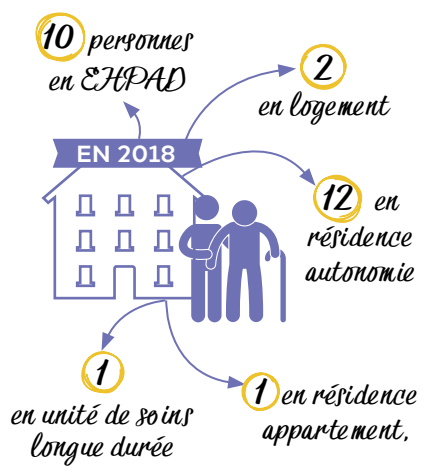 10 personnes
en EHPAD
2
en logement
EN 2018
12 en
résidence
autonomie
1
en unité de soins
longue durée
1 en résidence
appartement,